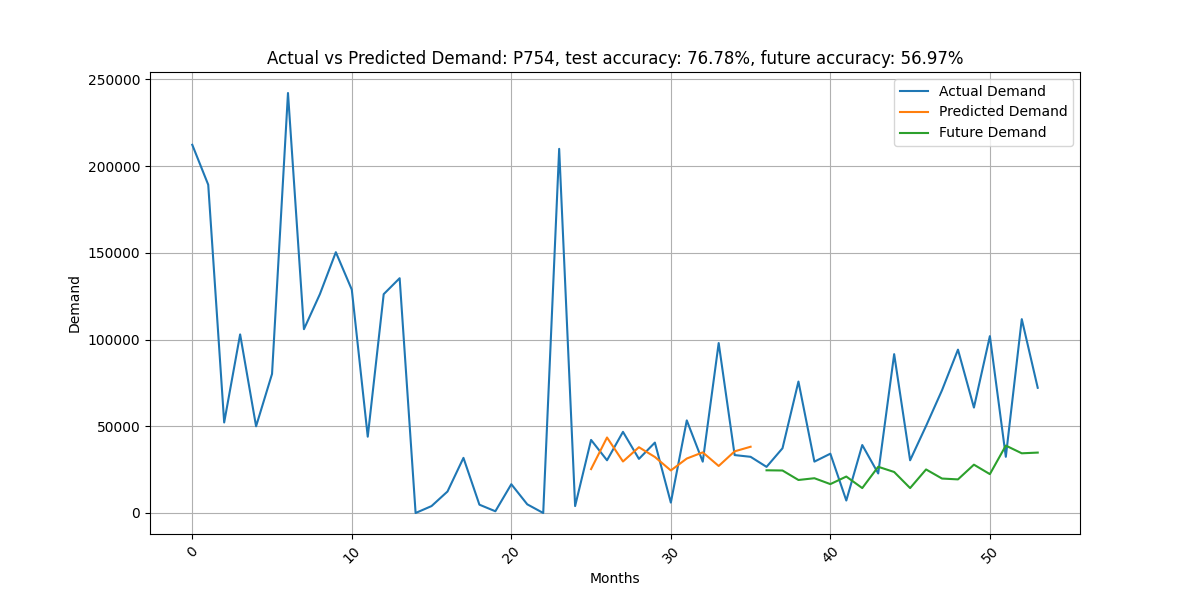 Actual vs Predicted Demand: P754, test accuracy: 76.78%, future accuracy: 56.97%
250000
200000
150000
100000
50000
0
Demand
Actual Demand
Predicted Demand
Future Demand
0
10
20
30
40
50
Months